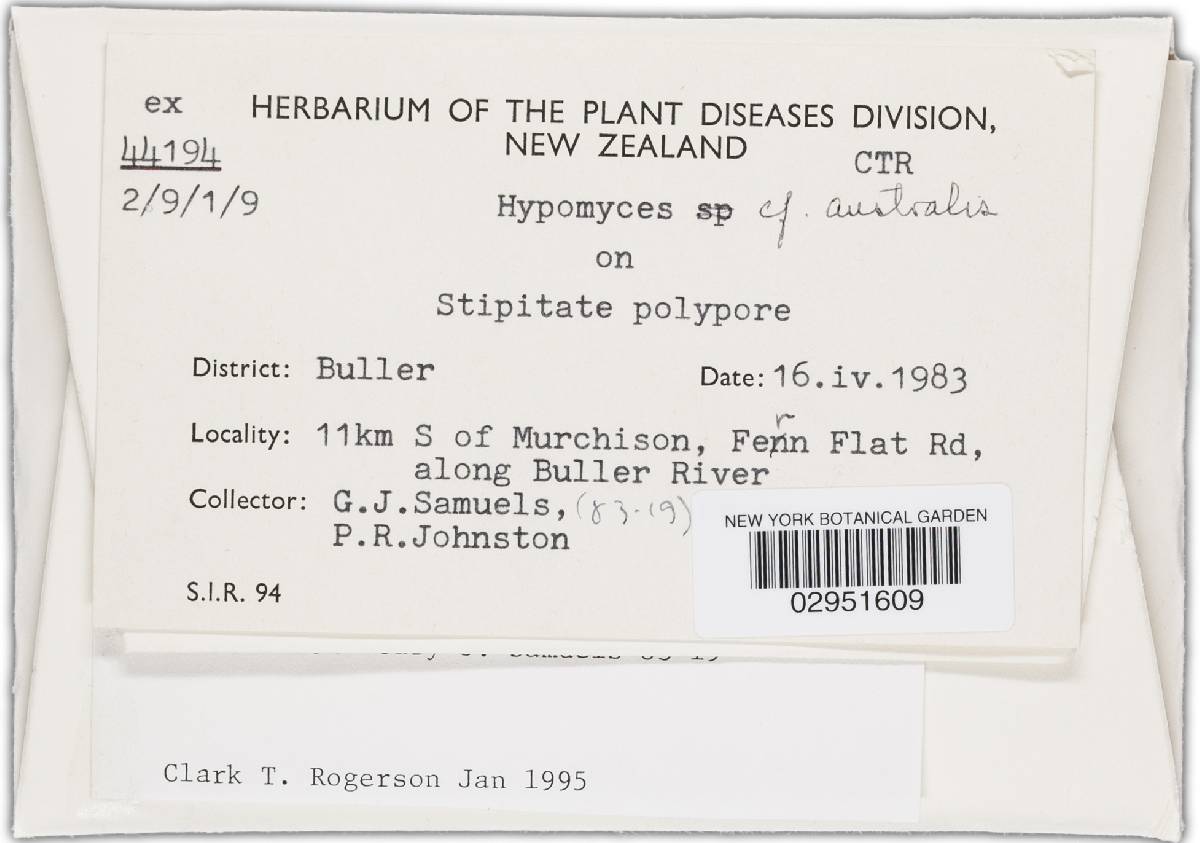 ex HERBARIUM OF THE PLANT DISEASES DIVISION,
44194 NEW ZEALAND
CTR
2/9/1/9
Hypomyces sp cf. australis
on
Stipitate polypore
District: Buller Date: 16.iv.1983
Locality: 11km S of Murchison, Fern Flat Rd,
along Buller River
Collector: G.J.Samuels, (83-19)
P.R.Johnston
S.I.R. 94
NEW YORK BOTANICAL GARDEN
02951609
Clark T. Rogerson Jan 1995